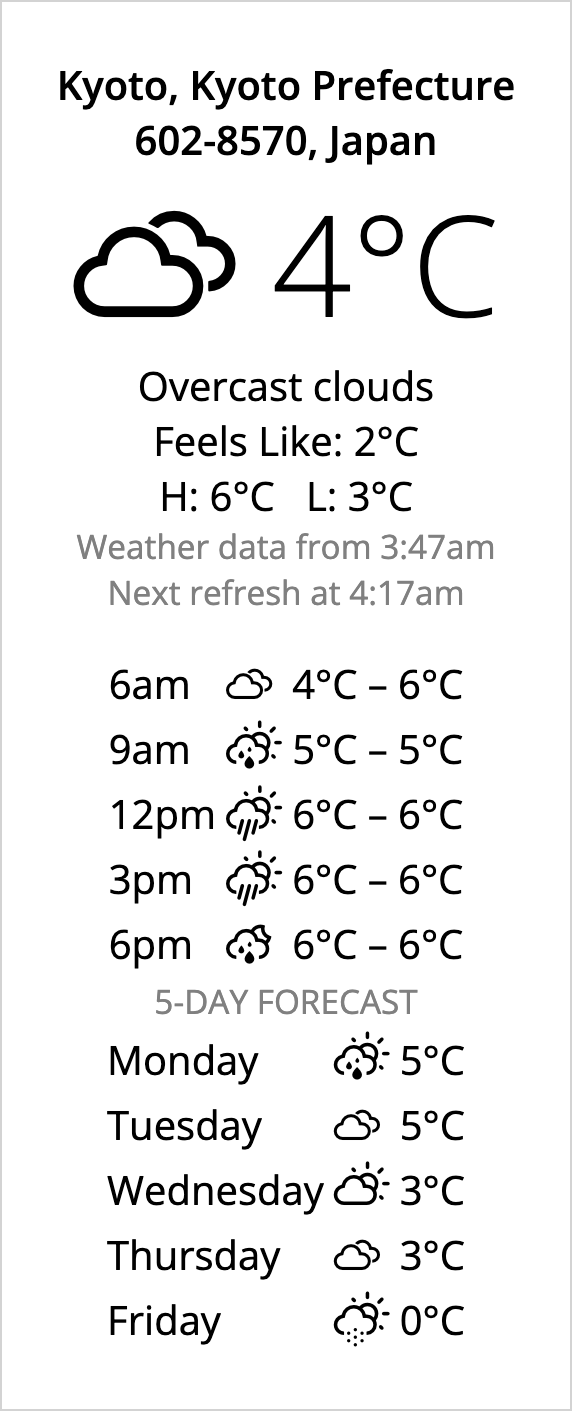 Kyoto, Kyoto Prefecture
602-8570, Japan
4°C
Overcast clouds
Feels Like: 2°C
H: 6°C L: 3°C
Weather data from 3:47am
Next refresh at 4:17am
6am 4°C – 6°C
9am 5°C – 5°C
12pm 6°C – 6°C
3pm 6°C – 6°C
6pm 6°C – 6°C
5-DAY FORECAST
Monday 5°C
Tuesday 5°C
Wednesday 3°C
Thursday 3°C
Friday 0°C